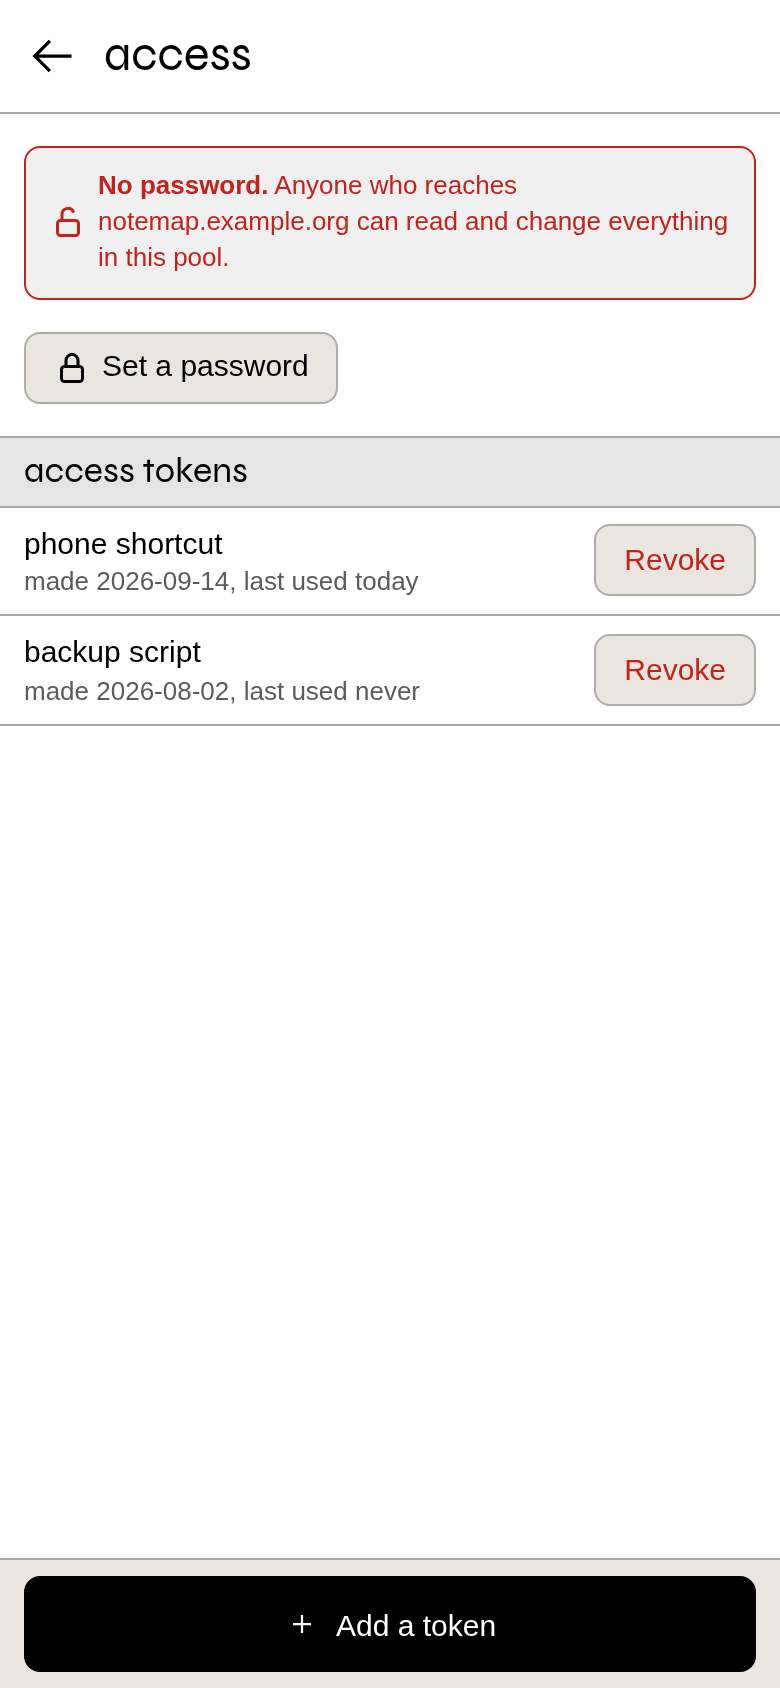 access
No password. Anyone who reaches
notemap.example.org can read and change everything
in this pool.
Set a password
access tokens
phone shortcut
made 2026-09-14, last used today
Revoke
backup script
made 2026-08-02, last used never
Revoke
+ Add a token